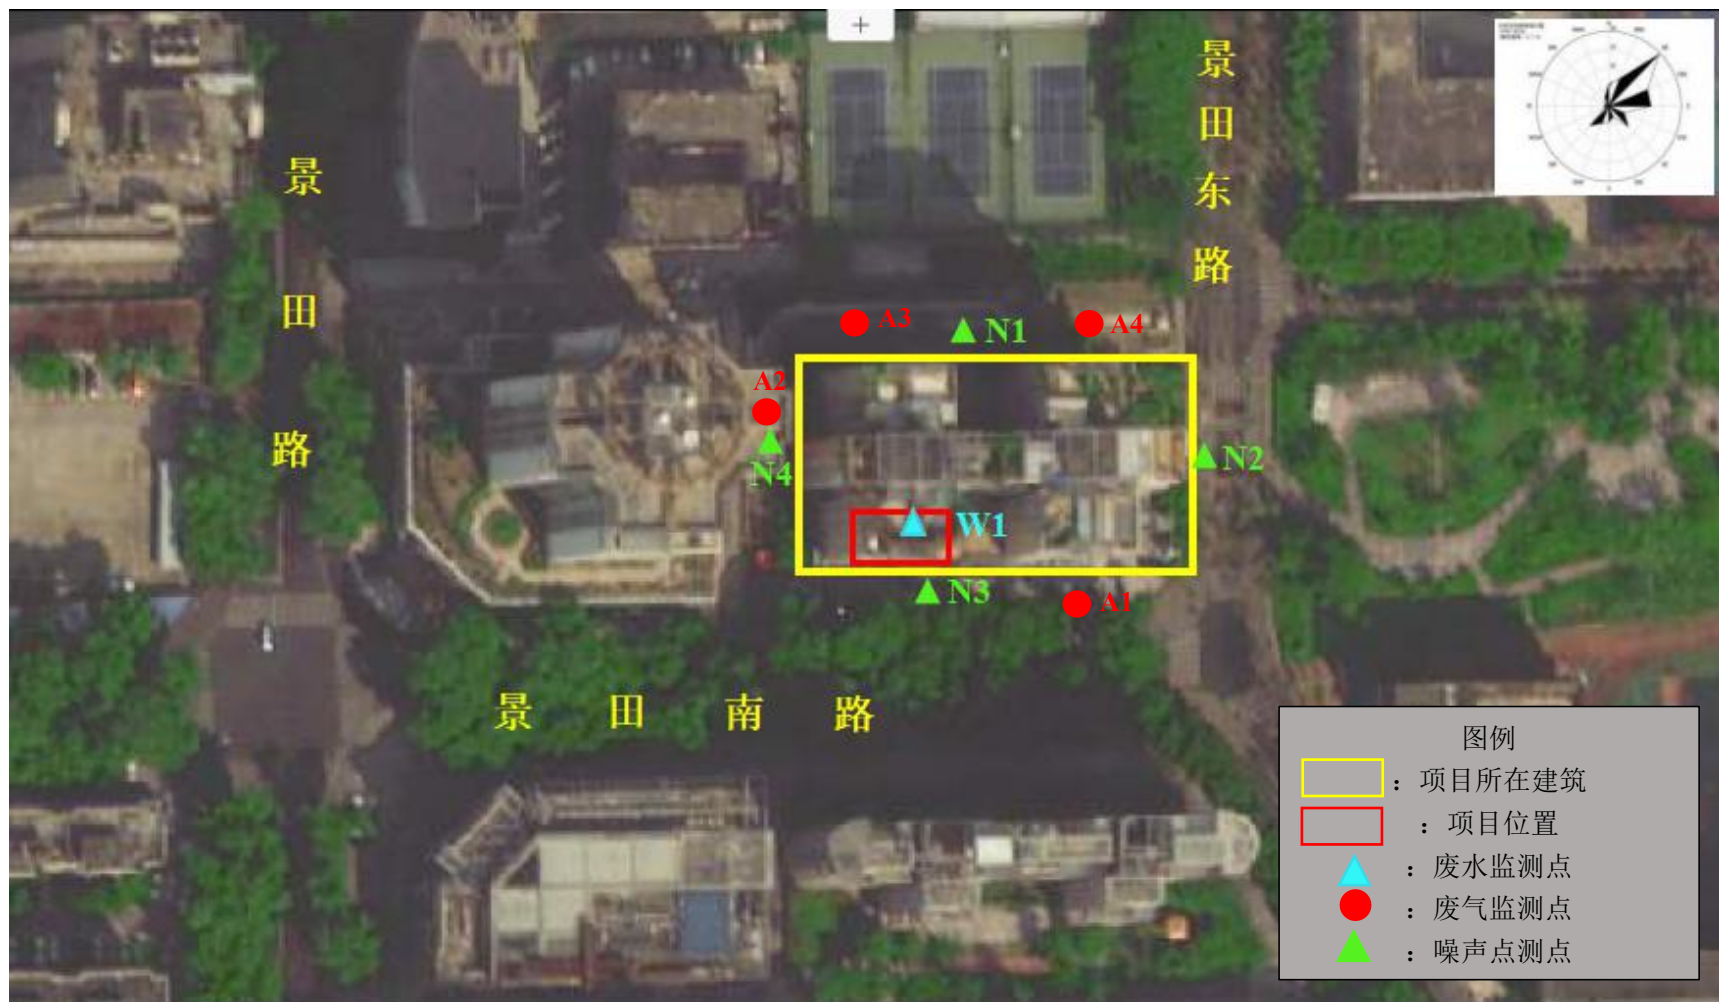 +
景田东路
景田路
A3
N1
A4
A2
N4
N2
W1
N3
A1
景田南路
图例
：项目所在建筑
：项目位置
：废水监测点
：废气监测点
：噪声点测点